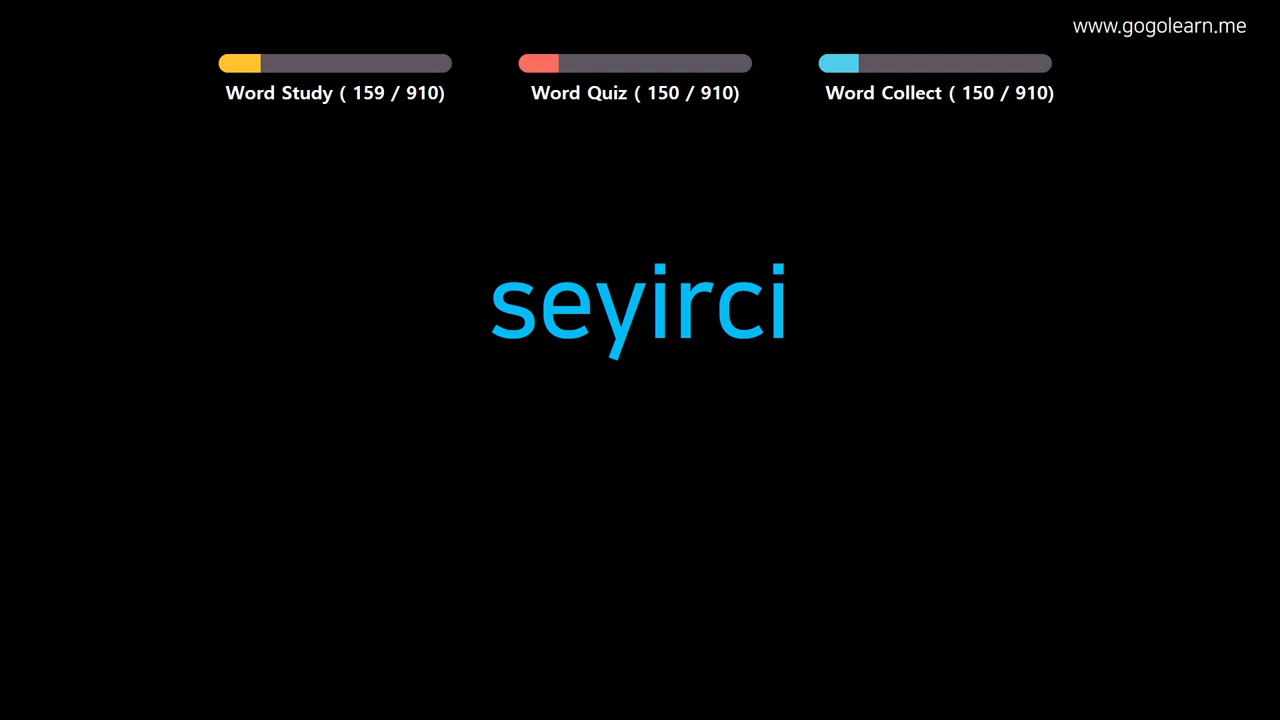 www.gogolearn.me
Word Study ( 159 / 910)
Word Quiz ( 150 / 910)
Word Collect ( 150 / 910)
seyirci